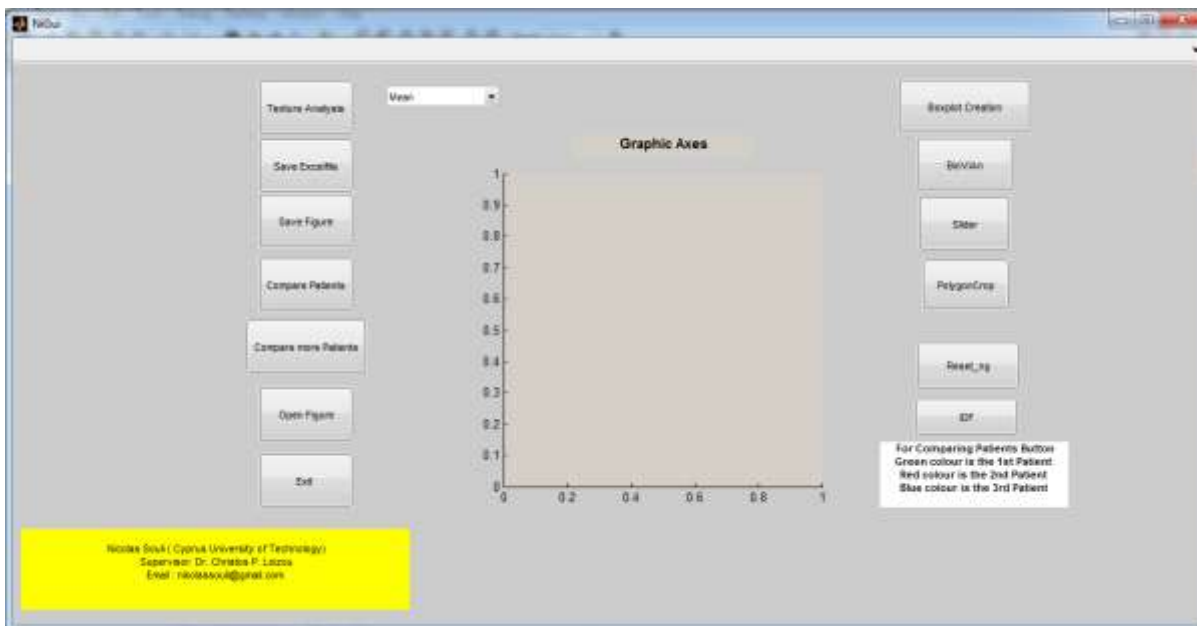 Texture Analysis
Save Excelfile
Save Figure
Compare Patients
Compare more Patients
Open Figure
Exit
Mean
Graphic Axes
1
0.9
0.8
0.7
0.6
0.5
0.4
0.3
0.2
0.1
0
0 0.2 0.4 0.6 0.8 1
Boxplot Creation
Slider
PolygonCrop
Reset_ng
For Comparing Patients Button
Green colour is the 1st Patient
Red colour is the 2nd Patient
Blue colour is the 3rd Patient
Nicolas Souli ( Cyprus University of Technology)
Supervisor: Dr. Christos P. Loizou
Email : nikolassouli@gmail.com